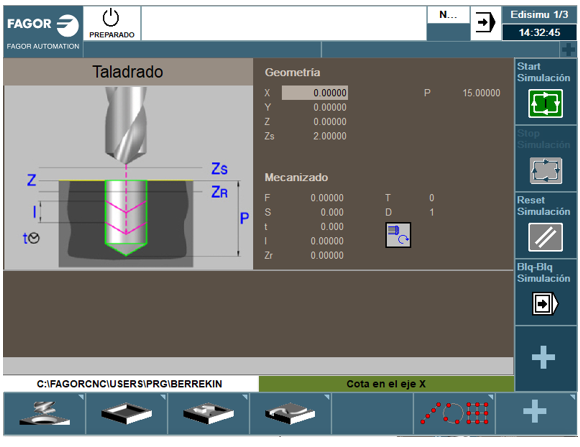 FAGOR
FAGOR AUTOMATION
PREPARADO
N...
Edisimu 1/3
14:32:45
Taladrado
Z
I
t
Zs
ZR
P
Geometría
X 0.00000 P 15.00000
Y 0.00000
Z 0.00000
Zs 2.00000
Mecanizado
F 0.00000 T 0
S 0.000 D 1
t 0.000
I 0.00000
Zr 0.00000
Start
Simulación
Stop
Simulación
Reset
Simulación
Blq-Blq
Simulación
C:\FAGORCNC\USERS\PRG\BERREKIN
Cota en el eje X